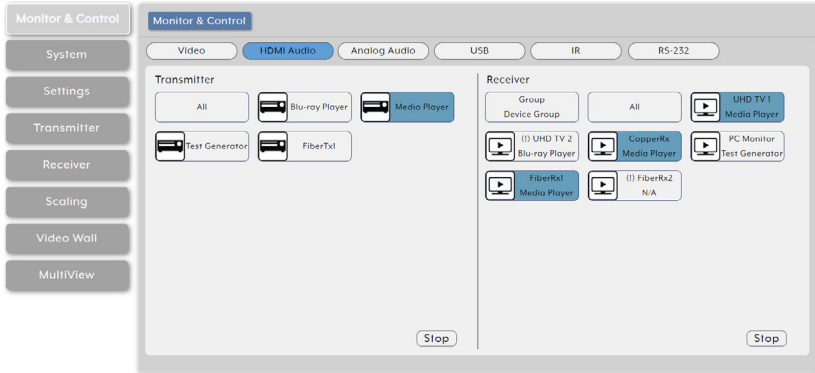 Monitor & Control
System
Settings
Transmitter
Receiver
Scaling
Video Wall
MultiView
Monitor & Control
Video
HDMI Audio
Analog Audio
USB
IR
RS-232
Transmitter
All
Blu-ray Player
Media Player
Test Generator
FiberTx1
Stop
Receiver
Group
Device Group
All
UHD TV 1
Media Player
(!) UHD TV 2
Blu-ray Player
CopperRx
Media Player
PC Monitor
Test Generator
FiberRx1
Media Player
(!) FiberRx2
N/A
Stop